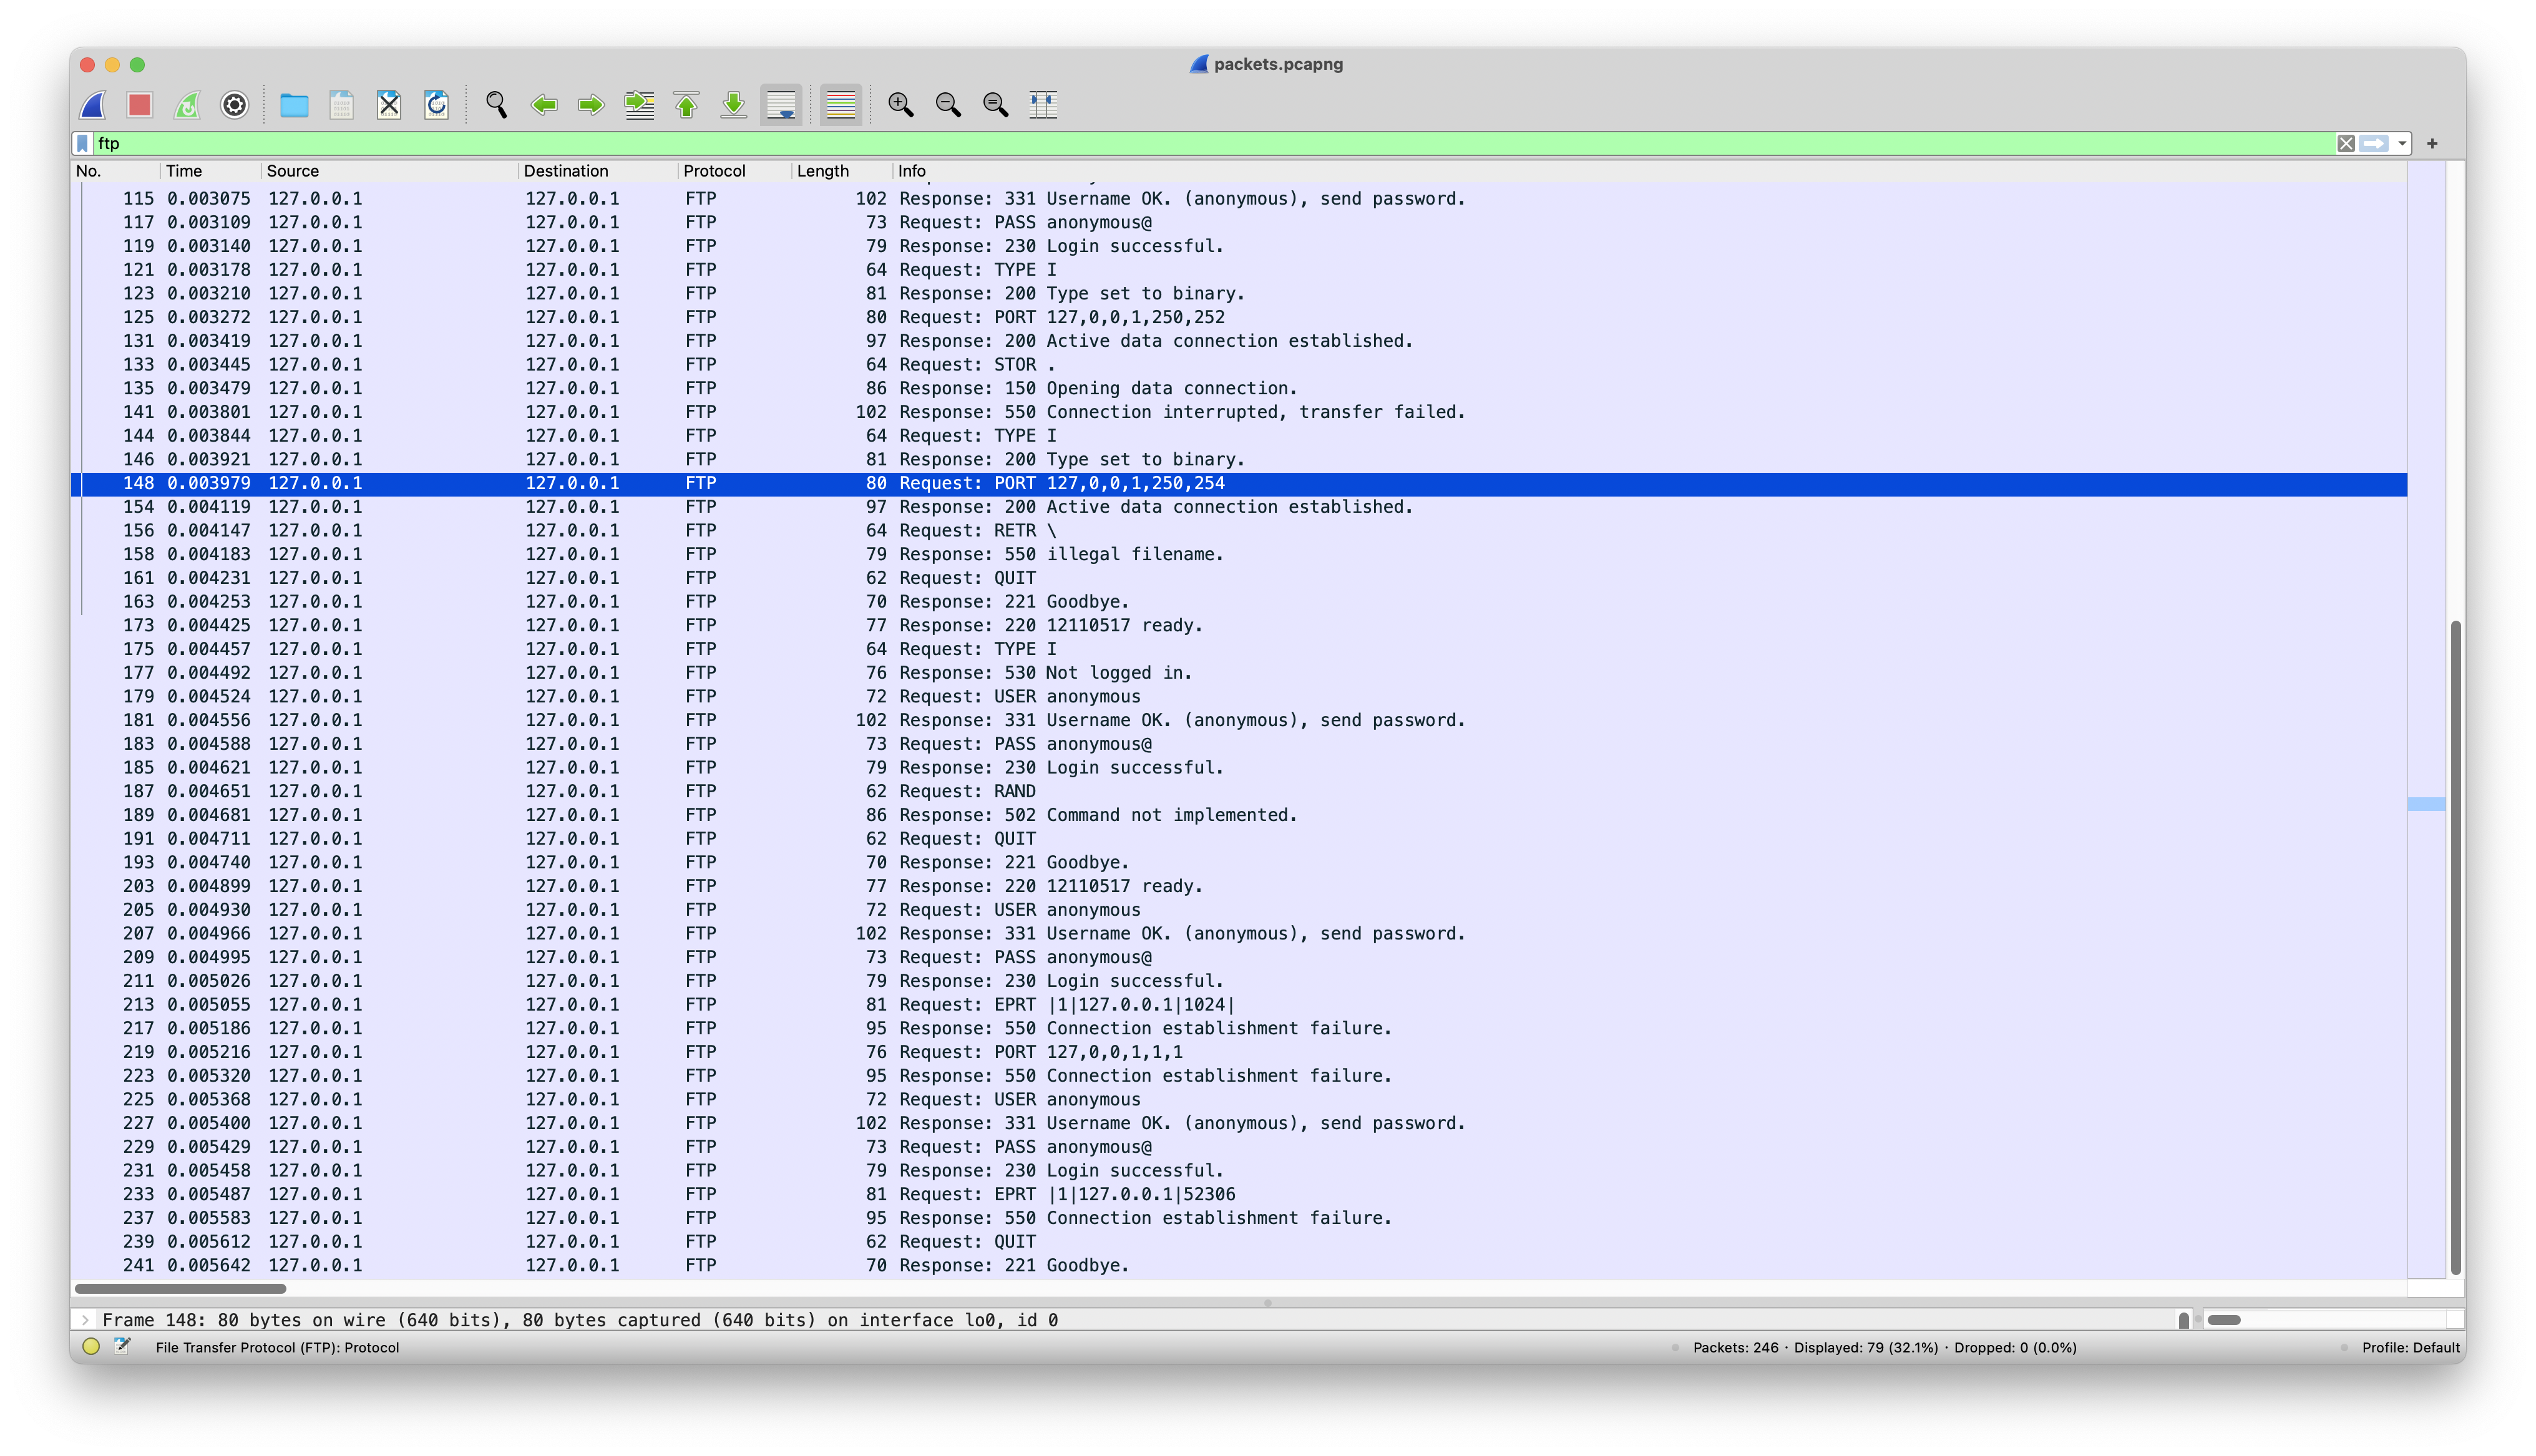 packets.pcapng
ftp
No. Time Source Destination Protocol Length Info
115 0.003075 127.0.0.1 127.0.0.1 FTP 102 Response: 331 Username OK. (anonymous), send password.
117 0.003109 127.0.0.1 127.0.0.1 FTP 73 Request: PASS anonymous@
119 0.003140 127.0.0.1 127.0.0.1 FTP 79 Response: 230 Login successful.
121 0.003178 127.0.0.1 127.0.0.1 FTP 64 Request: TYPE I
123 0.003210 127.0.0.1 127.0.0.1 FTP 81 Response: 200 Type set to binary.
125 0.003272 127.0.0.1 127.0.0.1 FTP 80 Request: PORT 127,0,0,1,250,252
131 0.003419 127.0.0.1 127.0.0.1 FTP 97 Response: 200 Active data connection established.
133 0.003445 127.0.0.1 127.0.0.1 FTP 64 Request: STOR .
135 0.003479 127.0.0.1 127.0.0.1 FTP 86 Response: 150 Opening data connection.
141 0.003801 127.0.0.1 127.0.0.1 FTP 102 Response: 550 Connection interrupted, transfer failed.
144 0.003844 127.0.0.1 127.0.0.1 FTP 64 Request: TYPE I
146 0.003921 127.0.0.1 127.0.0.1 FTP 81 Response: 200 Type set to binary.
148 0.003979 127.0.0.1 127.0.0.1 FTP 80 Request: PORT 127,0,0,1,250,254
154 0.004119 127.0.0.1 127.0.0.1 FTP 97 Response: 200 Active data connection established.
156 0.004147 127.0.0.1 127.0.0.1 FTP 64 Request: RETR \
158 0.004183 127.0.0.1 127.0.0.1 FTP 79 Response: 550 illegal filename.
161 0.004231 127.0.0.1 127.0.0.1 FTP 62 Request: QUIT
163 0.004253 127.0.0.1 127.0.0.1 FTP 70 Response: 221 Goodbye.
173 0.004425 127.0.0.1 127.0.0.1 FTP 77 Response: 220 12110517 ready.
175 0.004457 127.0.0.1 127.0.0.1 FTP 64 Request: TYPE I
177 0.004492 127.0.0.1 127.0.0.1 FTP 76 Response: 530 Not logged in.
179 0.004524 127.0.0.1 127.0.0.1 FTP 72 Request: USER anonymous
181 0.004556 127.0.0.1 127.0.0.1 FTP 102 Response: 331 Username OK. (anonymous), send password.
183 0.004588 127.0.0.1 127.0.0.1 FTP 73 Request: PASS anonymous@
185 0.004621 127.0.0.1 127.0.0.1 FTP 79 Response: 230 Login successful.
187 0.004651 127.0.0.1 127.0.0.1 FTP 62 Request: RAND
189 0.004681 127.0.0.1 127.0.0.1 FTP 86 Response: 502 Command not implemented.
191 0.004711 127.0.0.1 127.0.0.1 FTP 62 Request: QUIT
193 0.004740 127.0.0.1 127.0.0.1 FTP 70 Response: 221 Goodbye.
203 0.004899 127.0.0.1 127.0.0.1 FTP 77 Response: 220 12110517 ready.
205 0.004930 127.0.0.1 127.0.0.1 FTP 72 Request: USER anonymous
207 0.004966 127.0.0.1 127.0.0.1 FTP 102 Response: 331 Username OK. (anonymous), send password.
209 0.004995 127.0.0.1 127.0.0.1 FTP 73 Request: PASS anonymous@
211 0.005026 127.0.0.1 127.0.0.1 FTP 79 Response: 230 Login successful.
213 0.005055 127.0.0.1 127.0.0.1 FTP 81 Request: EPRT |1|127.0.0.1|1024|
217 0.005186 127.0.0.1 127.0.0.1 FTP 95 Response: 550 Connection establishment failure.
219 0.005216 127.0.0.1 127.0.0.1 FTP 76 Request: PORT 127,0,0,1,1,1
223 0.005320 127.0.0.1 127.0.0.1 FTP 95 Response: 550 Connection establishment failure.
225 0.005368 127.0.0.1 127.0.0.1 FTP 72 Request: USER anonymous
227 0.005400 127.0.0.1 127.0.0.1 FTP 102 Response: 331 Username OK. (anonymous), send password.
229 0.005429 127.0.0.1 127.0.0.1 FTP 73 Request: PASS anonymous@
231 0.005458 127.0.0.1 127.0.0.1 FTP 79 Response: 230 Login successful.
233 0.005487 127.0.0.1 127.0.0.1 FTP 81 Request: EPRT |1|127.0.0.1|52306
237 0.005583 127.0.0.1 127.0.0.1 FTP 95 Response: 550 Connection establishment failure.
239 0.005612 127.0.0.1 127.0.0.1 FTP 62 Request: QUIT
241 0.005642 127.0.0.1 127.0.0.1 FTP 70 Response: 221 Goodbye.
Frame 148: 80 bytes on wire (640 bits), 80 bytes captured (640 bits) on interface lo0, id 0
File Transfer Protocol (FTP): Protocol Packets: 246 · Displayed: 79 (32.1%) · Dropped: 0 (0.0%) Profile: Default